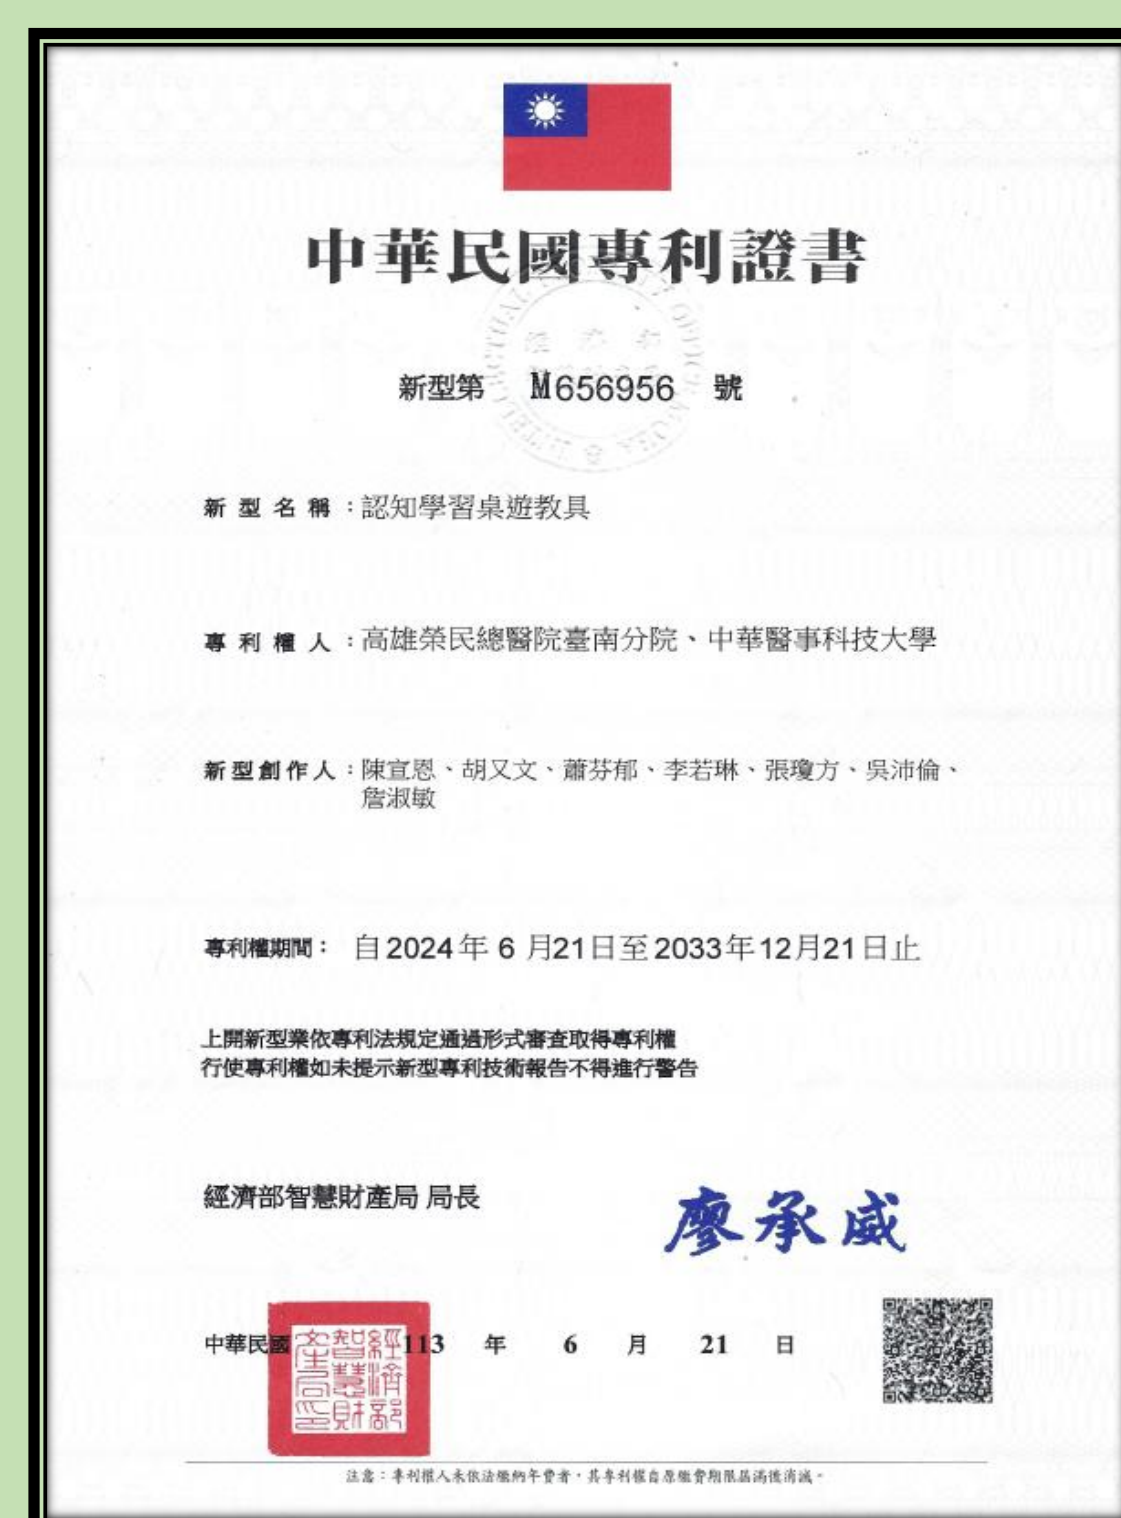 中華民國專利證書
新型第 M656956 號
新型名稱：認知學習桌遊教具
專利權人：高雄榮民總醫院臺南分院、中華醫事科技大學
新型創作人：陳宣恩、胡又文、蕭芬郁、李若琳、張瓊方、吳沛倫、
詹淑敏
專利權期間： 自2024年 6 月21日至2033年12月21日止
上開新型業依專利法規定通過形式審查取得專利權
行使專利權如未提示新型專利技術報告不得進行警告
經濟部智慧財產局 局長
廖承威
中華民國 113 年 6 月 21 日
經濟部智慧財產局印
注意：專利權人未依法繳納年費者，其專利權自原繳費期限屆滿後消滅。